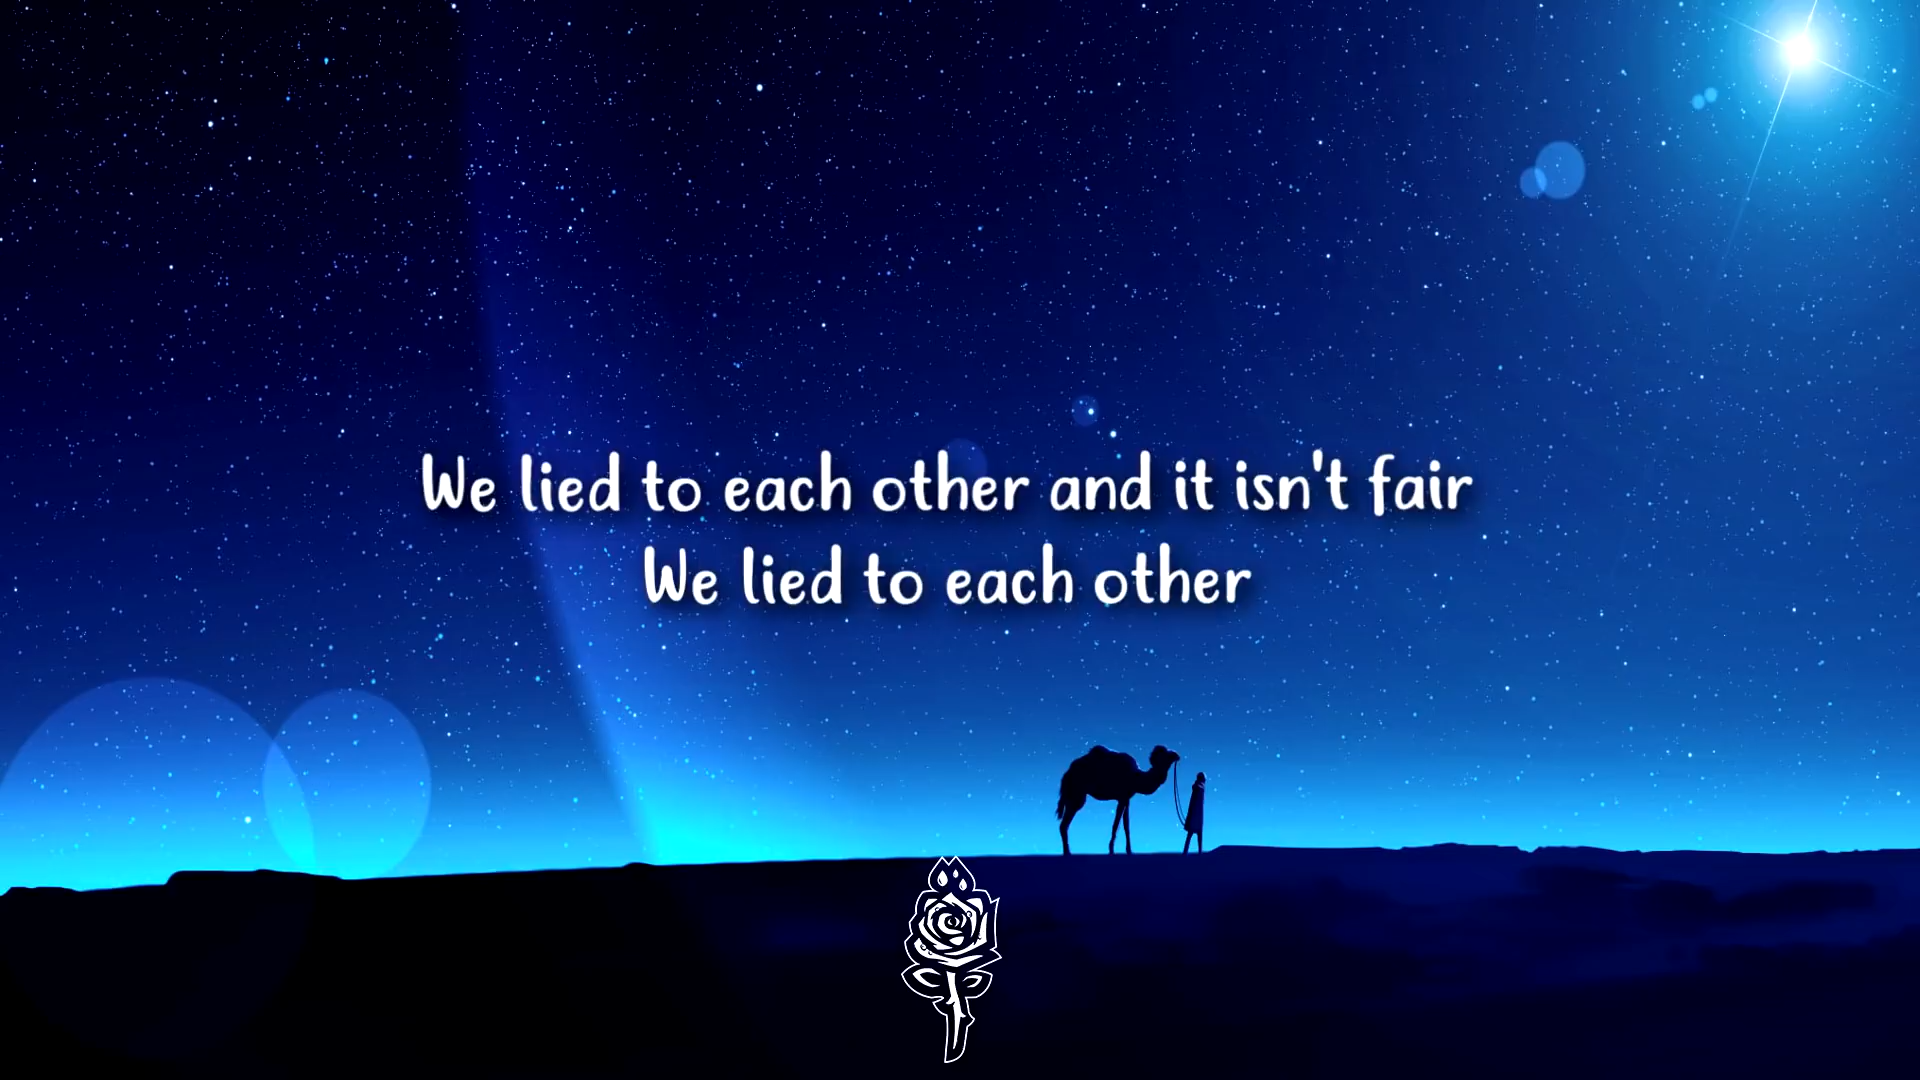 We lied to each other and it isn't fair
We lied to each other